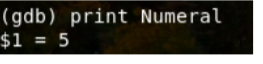 (gdb) print Numeral
$1 = 5